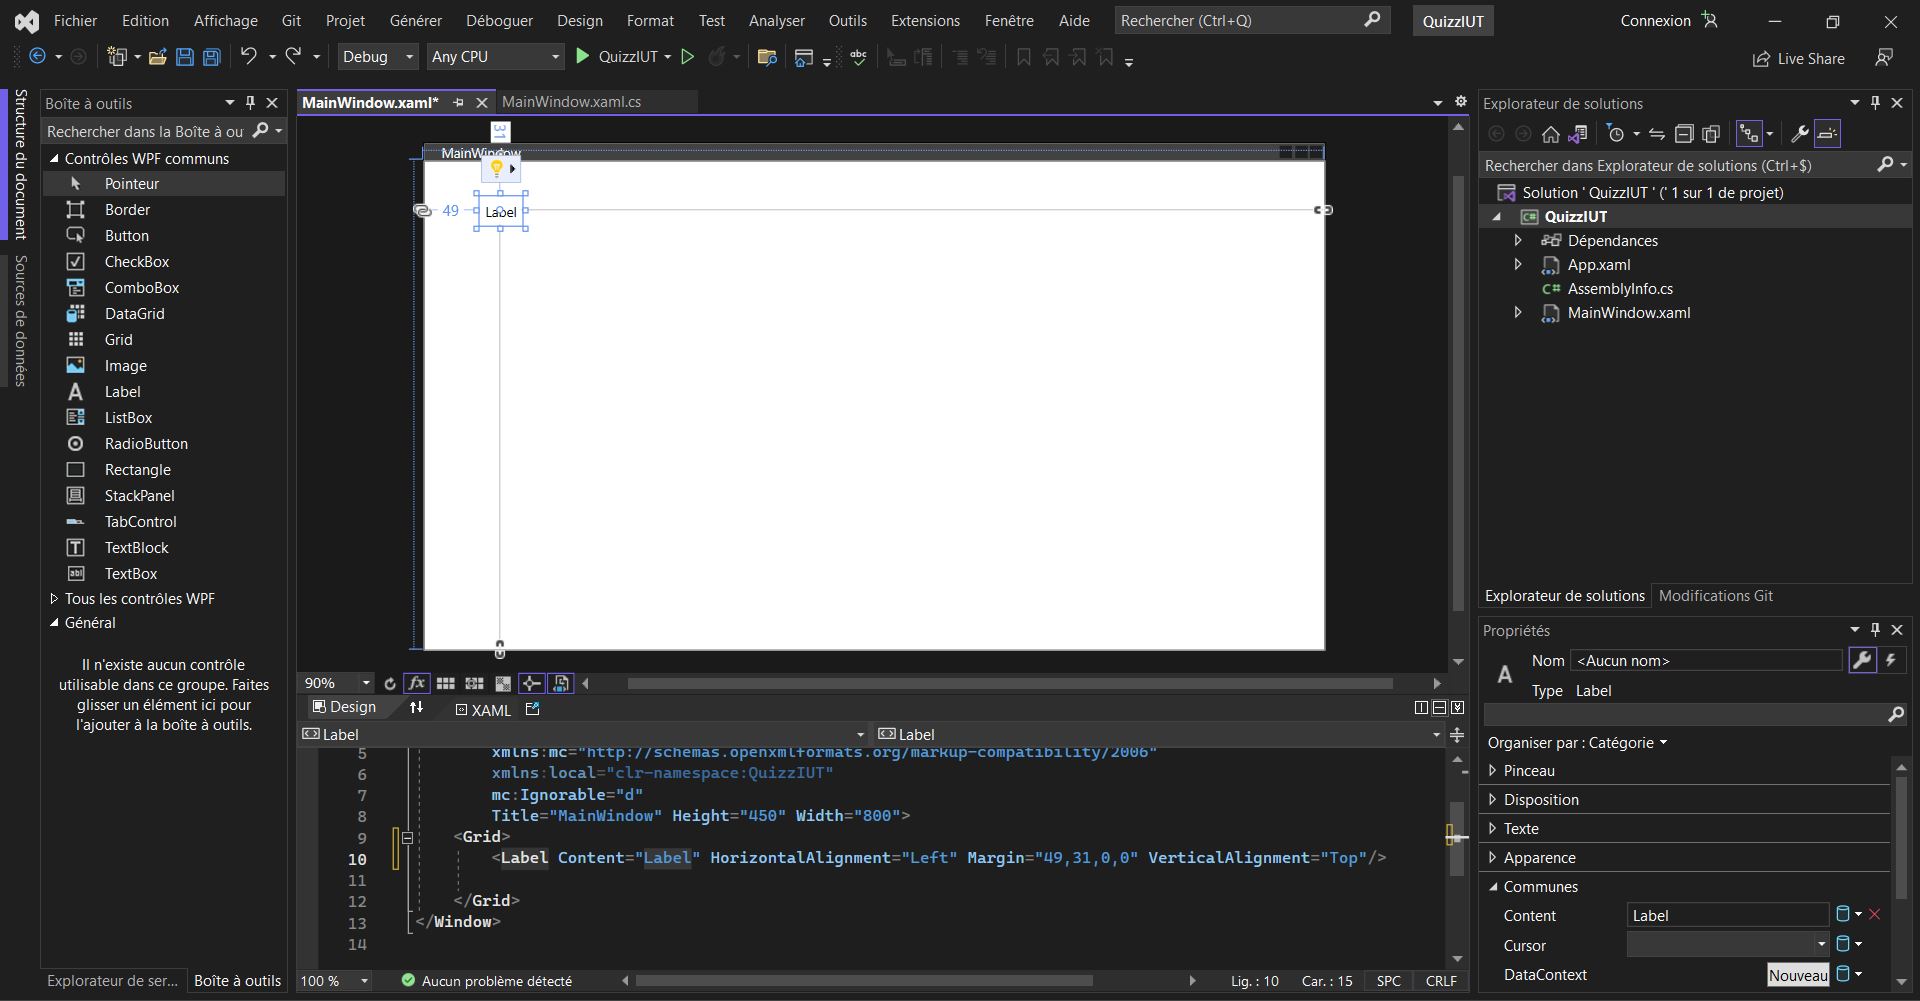 Fichier Edition Affichage Git Projet Générer Déboguer Design Format Test Analyser Outils Extensions Fenêtre Aide Rechercher (Ctrl+Q) QuizzIUT Connexion
Debug Any CPU QuizzIUT abc Live Share
Structure du document
Sources de données
Boîte à outils
Rechercher dans la Boîte à ou
Contrôles WPF communs
Pointeur
Border
Button
CheckBox
ComboBox
DataGrid
Grid
Image
Label
ListBox
RadioButton
Rectangle
StackPanel
TabControl
TextBlock
TextBox
Tous les contrôles WPF
Général
Il n'existe aucun contrôle
utilisable dans ce groupe. Faites
glisser un élément ici pour
l'ajouter à la boîte à outils.
Explorateur de ser... Boîte à outils
MainWindow.xaml* MainWindow.xaml.cs
31
MainWindow
49 Label
90% fx
Design XAML
Label Label
5 xmlns:mc="http://schemas.openxmlformats.org/markup-compatibility/2006"
6 xmlns:local="clr-namespace:QuizzIUT"
7 mc:Ignorable="d"
8 Title="MainWindow" Height="450" Width="800">
9 <Grid>
10 <Label Content="Label" HorizontalAlignment="Left" Margin="49,31,0,0" VerticalAlignment="Top"/>
11
12 </Grid>
13 </Window>
14
100 % Aucun problème détecté Lig. : 10 Car. : 15 SPC CRLF
Explorateur de solutions
Rechercher dans Explorateur de solutions (Ctrl+$)
Solution ' QuizzIUT ' (' 1 sur 1 de projet)
C# QuizzIUT
Dépendances
App.xaml
C# AssemblyInfo.cs
MainWindow.xaml
Explorateur de solutions Modifications Git
Propriétés
Nom <Aucun nom>
Type Label
Organiser par : Catégorie
Pinceau
Disposition
Texte
Apparence
Communes
Content Label
Cursor
DataContext Nouveau